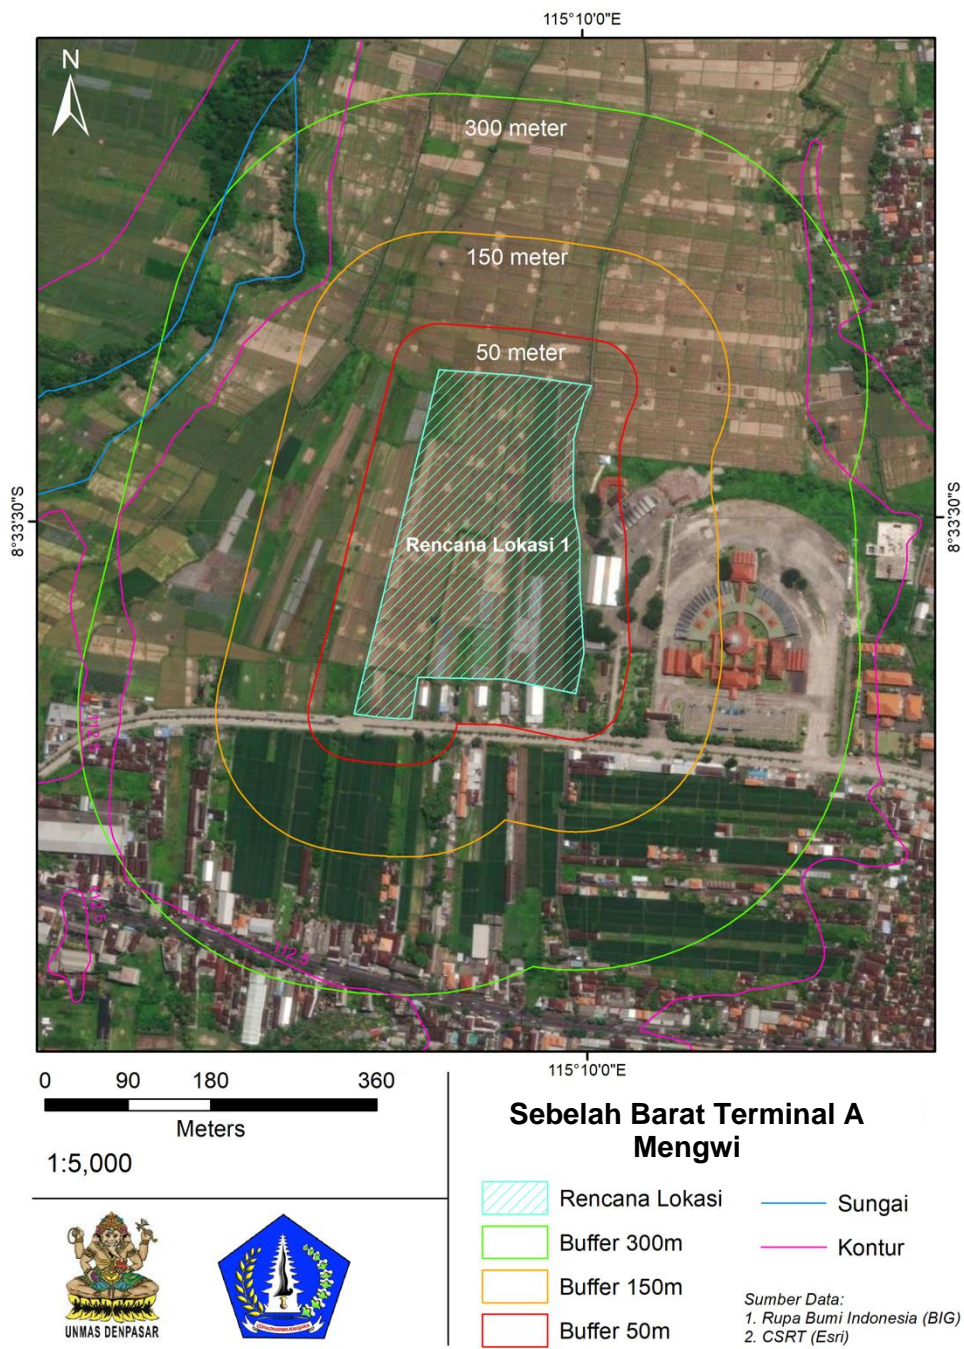 115°10'0"E
N
300 meter
150 meter
50 meter
8°33'30"S
8°33'30"S
Rencana Lokasi 1
112.5
112.5
112.5
115°10'0"E
0 90 180 360
Meters
1:5,000
Sebelah Barat Terminal A
Mengwi
Rencana Lokasi
Buffer 300m
Buffer 150m
Buffer 50m
Sungai
Kontur
Sumber Data:
1. Rupa Bumi Indonesia (BIG)
2. CSRT (Esri)
UNMAS DENPASAR